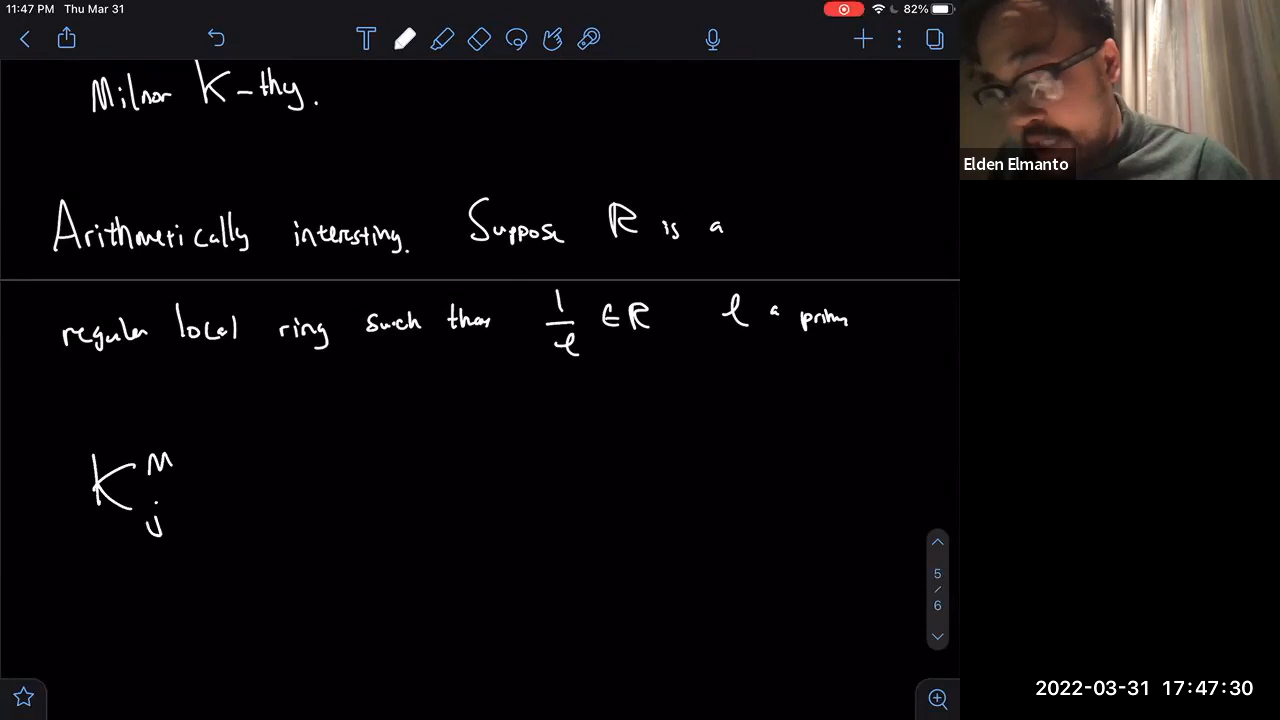 11:47 PM Thu Mar 31
82%
Milnor K-thy.
Elden Elmanto
Arithmetically interesting. Suppose R is a
regular local ring such that 1/ℓ ∈ R ℓ a prime
K^M_j
5
/
6
2022-03-31 17:47:30